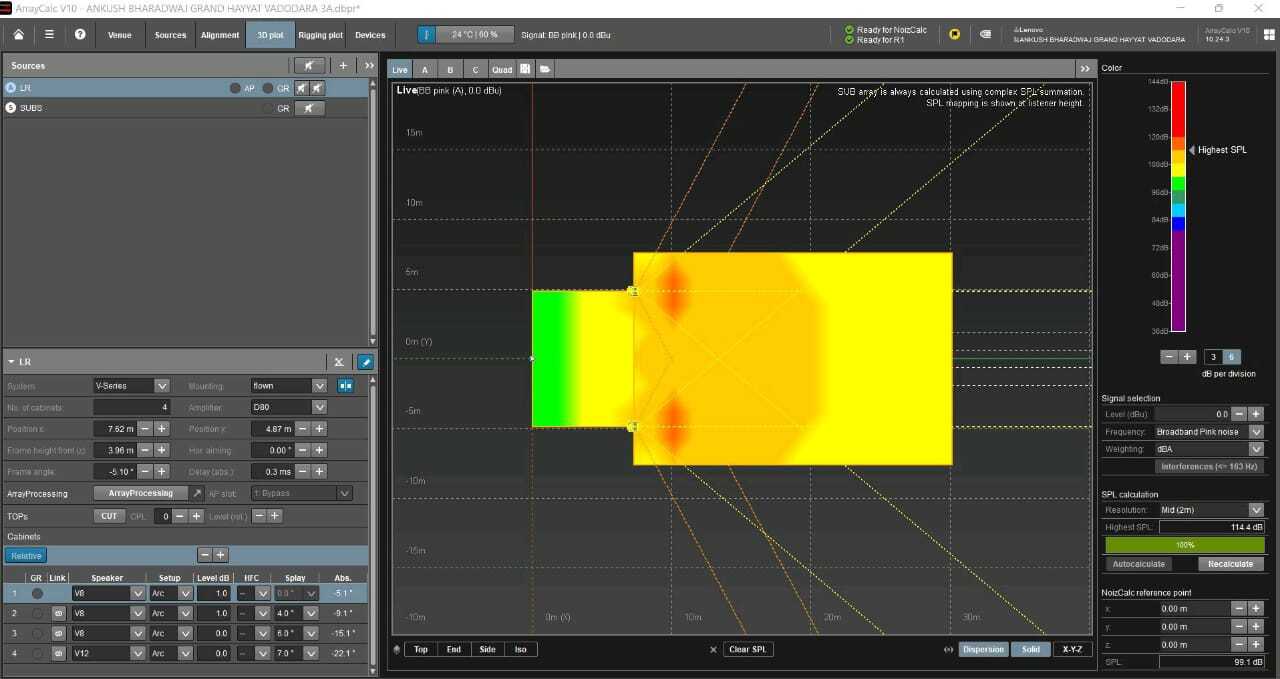 ArrayCalc V10 - ANKUSH BHARADWAJ GRAND HAYYAT VADODARA 3A.dbpr*
Venue Sources Alignment 3D plot Rigging plot Devices
24 °C | 60 % Signal: BB pink | 0.0 dBu
Ready for NoizCalc
Ready for R1
Lenovo
ANKUSH BHARADWAJ GRAND HAYYAT VADODARA
ArrayCalc V10
10.24.3
Sources + >>
A LR AP GR
S SUBS GR
LR
System: V-Series Mounting: flown
No. of cabinets: 4 Amplifier: D80
Position x: 7.62 m − + Position y: 4.87 m − +
Frame height front (z): 3.96 m − + Hor. aiming: 0.00 ° − +
Frame angle: -5.10 ° − + Delay (abs.): 0.3 ms − +
ArrayProcessing ArrayProcessing AP slot: 1: Bypass
TOPs CUT CPL: 0 − + Level (rel.) − +
Cabinets
Relative − +
GR Link Speaker Setup Level dB HFC Splay Abs.
1 V8 Arc 1.0 -- 0.0 ° -5.1 °
2 V8 Arc 1.0 -- 4.0 ° -9.1 °
3 V8 Arc 0.0 -- 6.0 ° -15.1 °
4 V12 Arc 0.0 -- 7.0 ° -22.1 °
Live A B C Quad >>
Live(BB pink (A), 0.0 dBu)
SUB array is always calculated using complex SPL summation.
SPL mapping is shown at listener height.
15m
10m
5m
0m (Y)
-5m
-10m
-15m
-10m 0m (X) 10m 20m 30m
Top End Side Iso Clear SPL Dispersion Solid X-Y-Z
Color
144dB
132dB
120dB
Highest SPL
108dB
96dB
84dB
72dB
60dB
48dB
36dB
− + 3 6
dB per division
Signal selection
Level (dBu) 0.0 − +
Frequency: Broadband Pink noise
Weighting: dBA
Interferences (<= 163 Hz)
SPL calculation
Resolution: Mid (2m)
Highest SPL: 114.4 dB
100%
Autocalculate Recalculate
NoizCalc reference point
x: 0.00 m − +
y: 0.00 m − +
z: 0.00 m − +
SPL: 99.1 dB